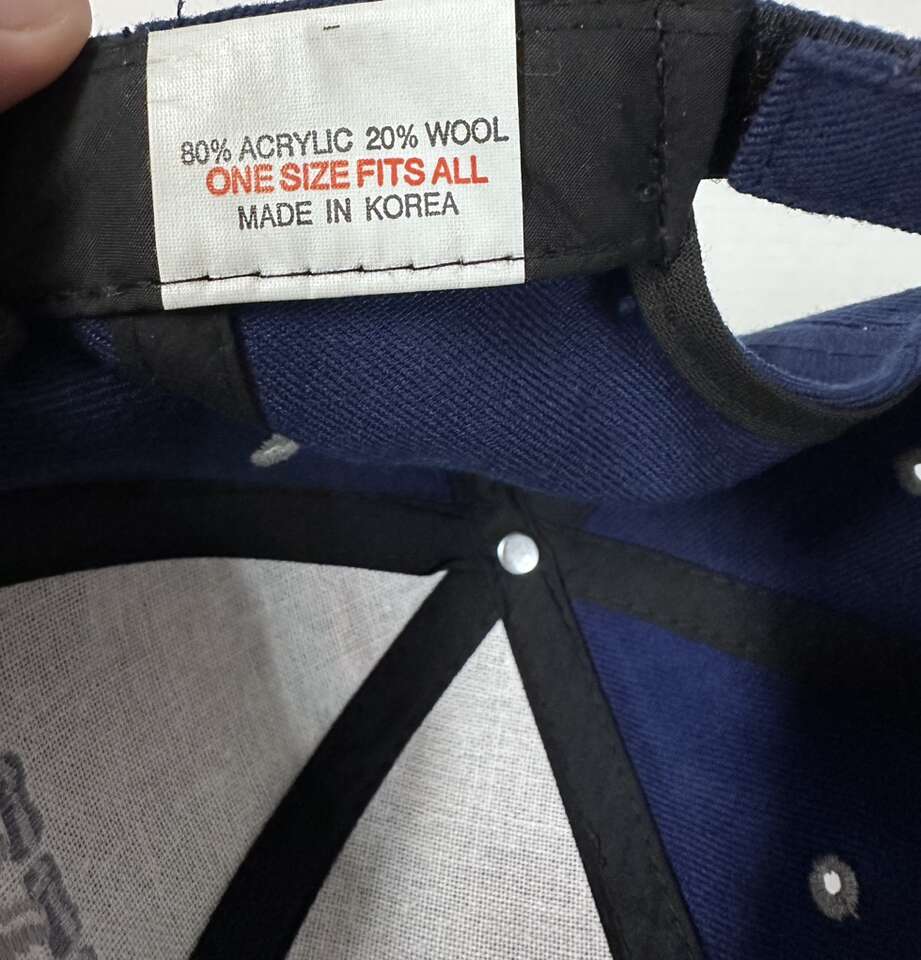 80% ACRYLIC 20% WOOL
ONE SIZE FITS ALL
MADE IN KOREA